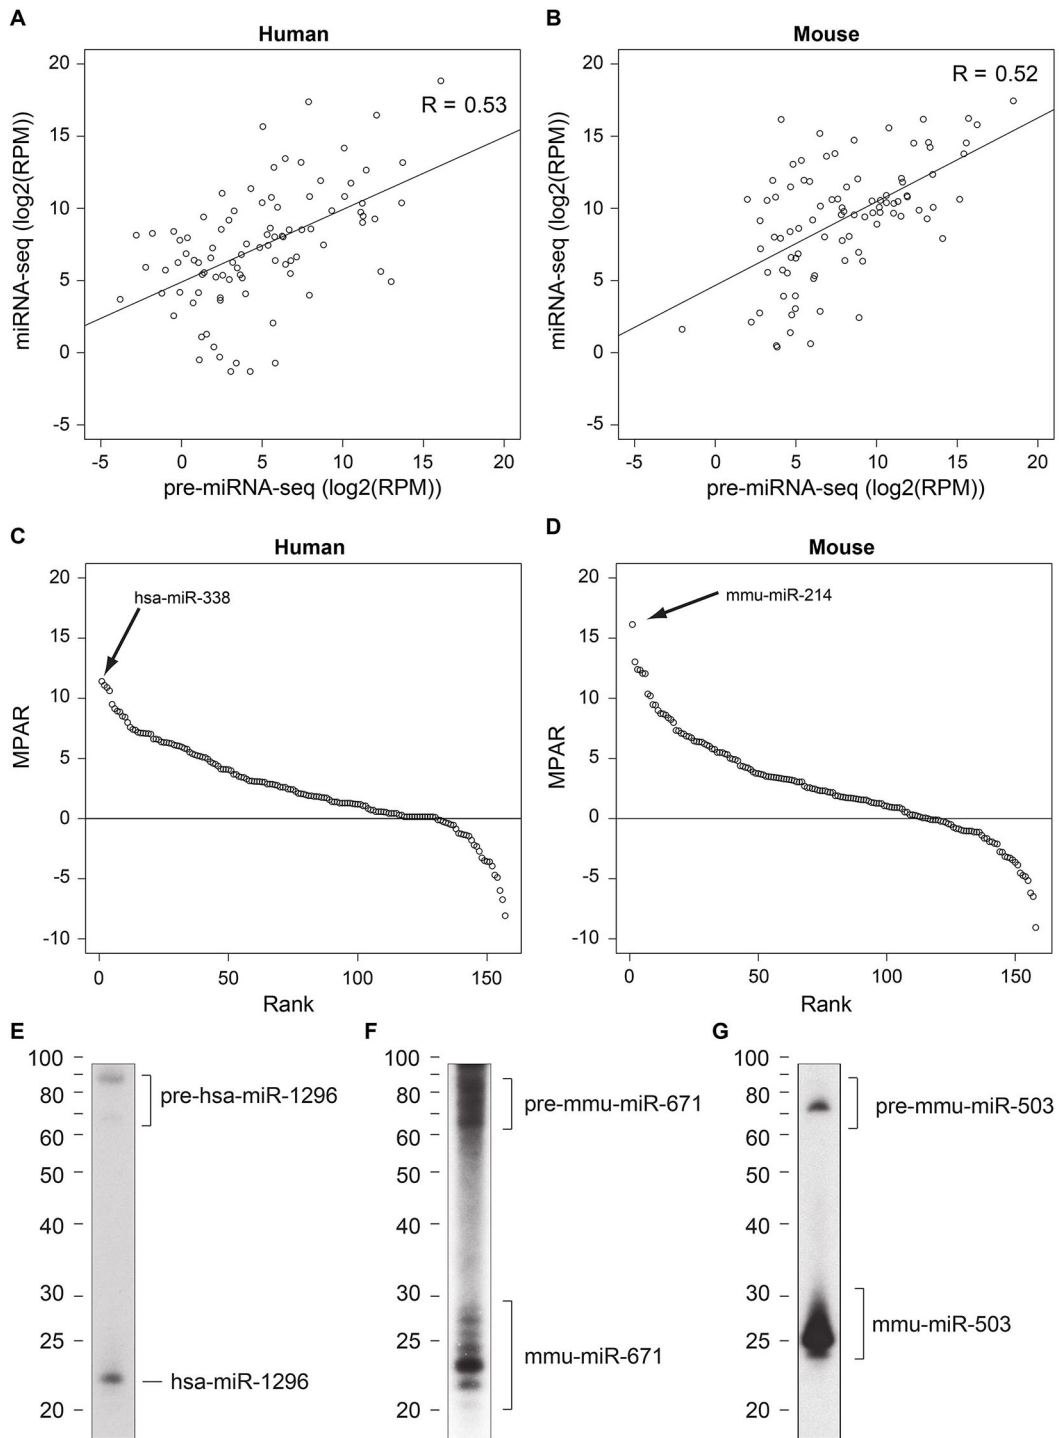 A
B
Human
Mouse
20
15
10
5
0
-5
miRNA-seq (log2(RPM))
R = 0.53
-5
0
5
10
15
20
pre-miRNA-seq (log2(RPM))
20
15
10
5
0
-5
miRNA-seq (log2(RPM))
R = 0.52
-5
0
5
10
15
20
pre-miRNA-seq (log2(RPM))
C
D
Human
Mouse
20
15
10
5
0
-5
-10
MPAR
hsa-miR-338
0
50
100
150
Rank
20
15
10
5
0
-5
-10
MPAR
mmu-miR-214
0
50
100
150
Rank
E
100
80
60
50
40
30
25
20
pre-hsa-miR-1296
hsa-miR-1296
F
100
80
60
50
40
30
25
20
pre-mmu-miR-671
mmu-miR-671
G
100
80
60
50
40
30
25
20
pre-mmu-miR-503
mmu-miR-503